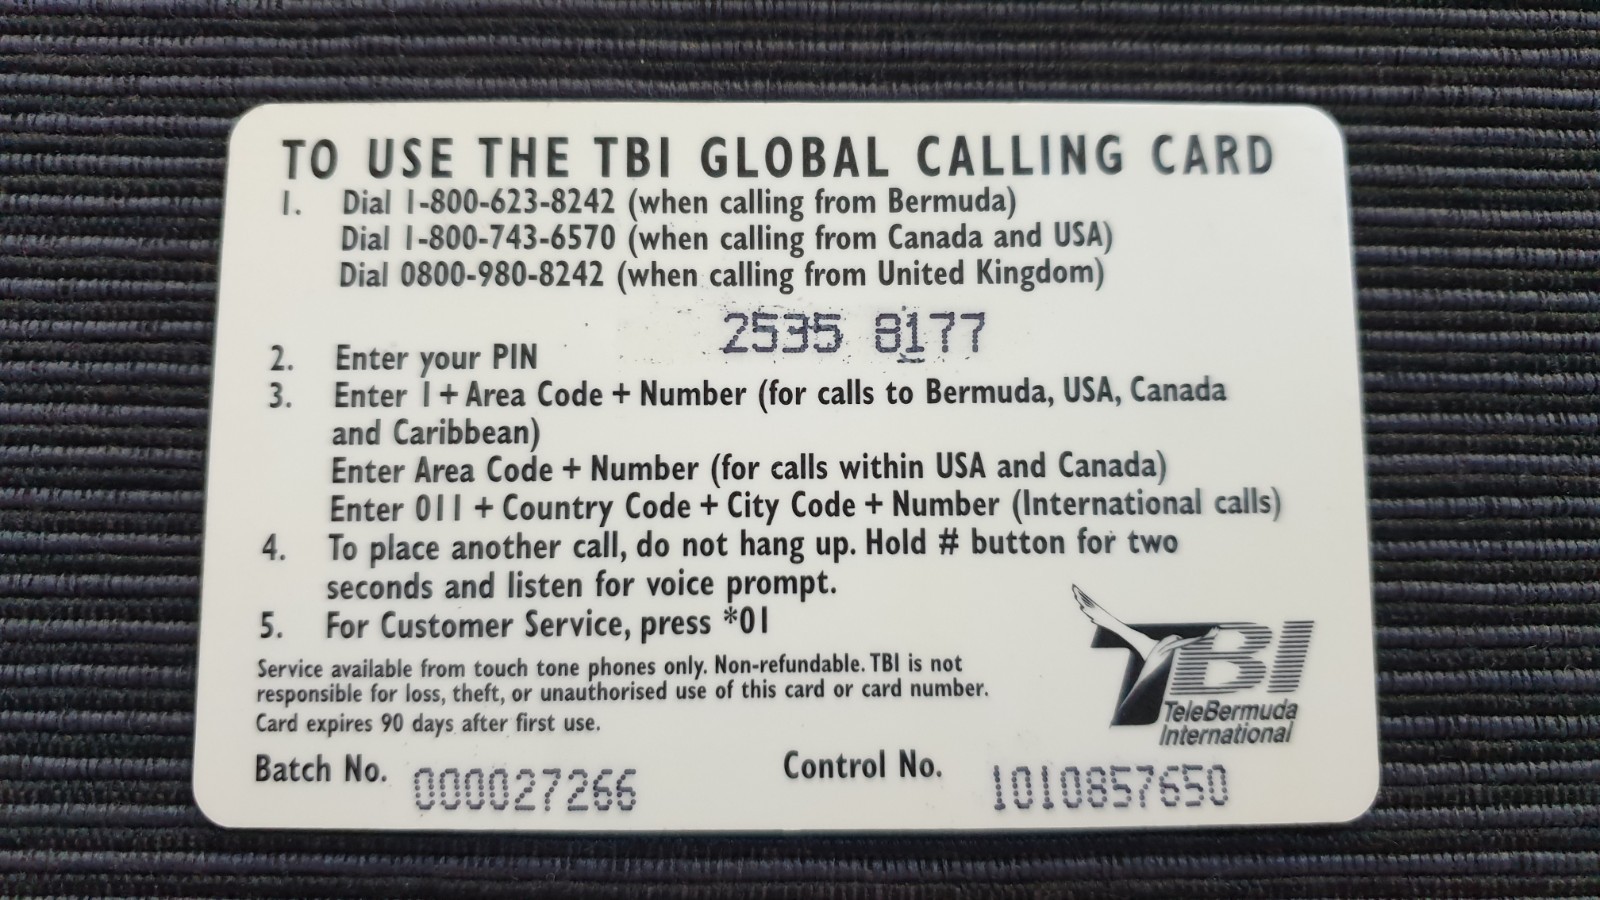 TO USE THE TBI GLOBAL CALLING CARD
1. Dial 1-800-623-8242 (when calling from Bermuda)
Dial 1-800-743-6570 (when calling from Canada and USA)
Dial 0800-980-8242 (when calling from United Kingdom)
2535 8177
2. Enter your PIN
3. Enter 1 + Area Code + Number (for calls to Bermuda, USA, Canada
and Caribbean)
Enter Area Code + Number (for calls within USA and Canada)
Enter 011 + Country Code + City Code + Number (International calls)
4. To place another call, do not hang up. Hold # button for two
seconds and listen for voice prompt.
5. For Customer Service, press *01
Service available from touch tone phones only. Non-refundable. TBI is not
responsible for loss, theft, or unauthorised use of this card or card number.
Card expires 90 days after first use.
TBI
TeleBermuda
International
Batch No. 000027266
Control No. 1010857650